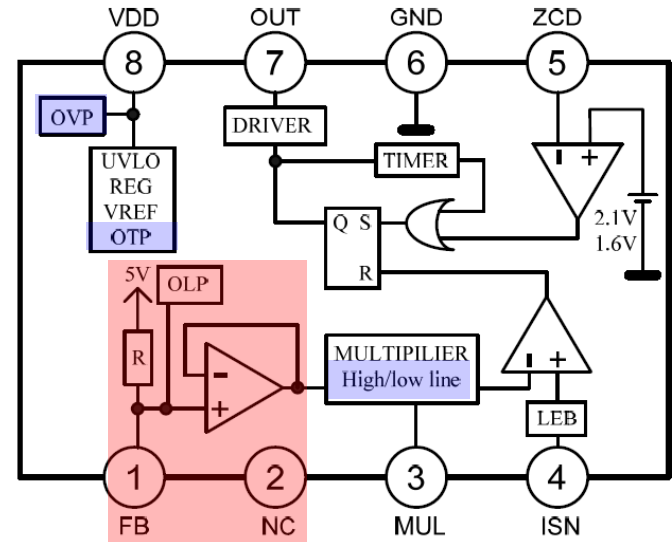 VDD OUT GND ZCD
8 7 6 5
OVP
DRIVER
UVLO
REG
VREF
OTP
TIMER
- +
2.1V
1.6V
Q S
R
5V
OLP
R
-
+
MULTIPILIER
High/low line
- +
LEB
1 2 3 4
FB NC MUL ISN